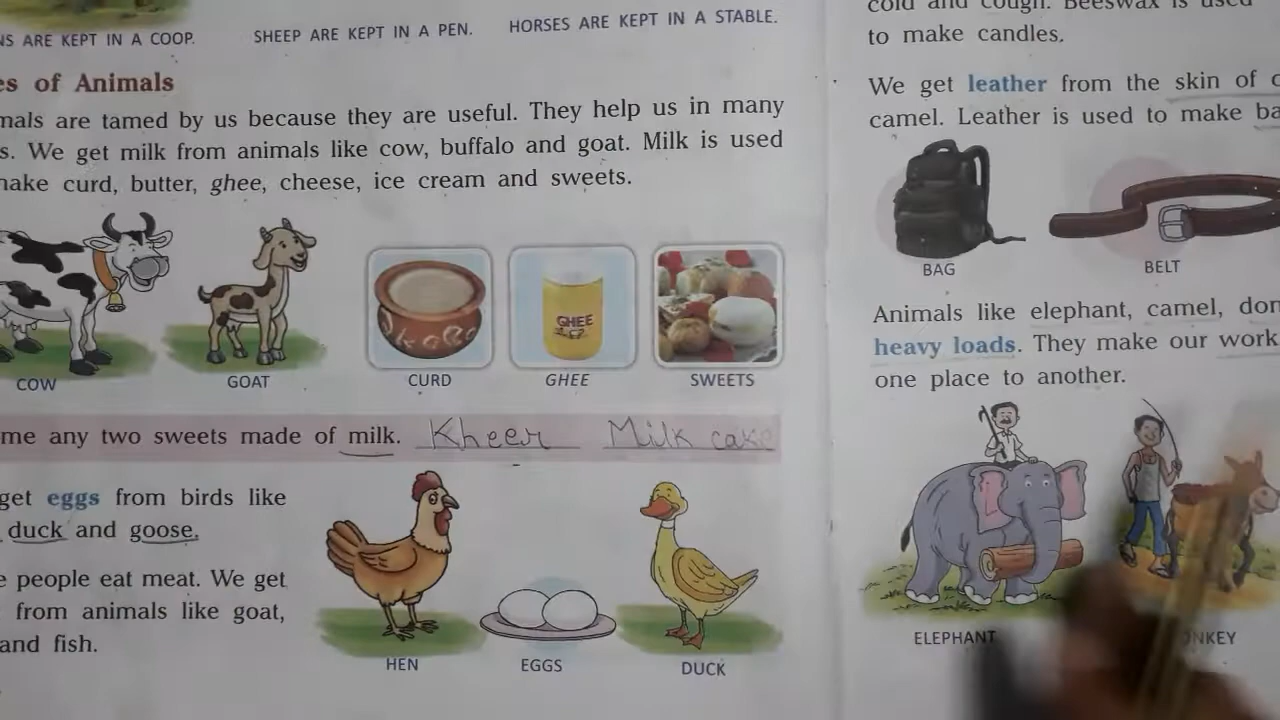 NS ARE KEPT IN A COOP.
SHEEP ARE KEPT IN A PEN.
HORSES ARE KEPT IN A STABLE.
es of Animals
mals are tamed by us because they are useful. They help us in many
s. We get milk from animals like cow, buffalo and goat. Milk is used
make curd, butter, ghee, cheese, ice cream and sweets.
COW
GOAT
GHEE
CURD
GHEE
SWEETS
me any two sweets made of milk. Kheer Milk cake
get eggs from birds like
duck and goose.
e people eat meat. We get
from animals like goat,
and fish.
HEN
EGGS
DUCK
cold and cough. Beeswax is used
to make candles.
We get leather from the skin of c
camel. Leather is used to make ba
BAG
BELT
Animals like elephant, camel, don
heavy loads. They make our work
one place to another.
ELEPHANT
ONKEY